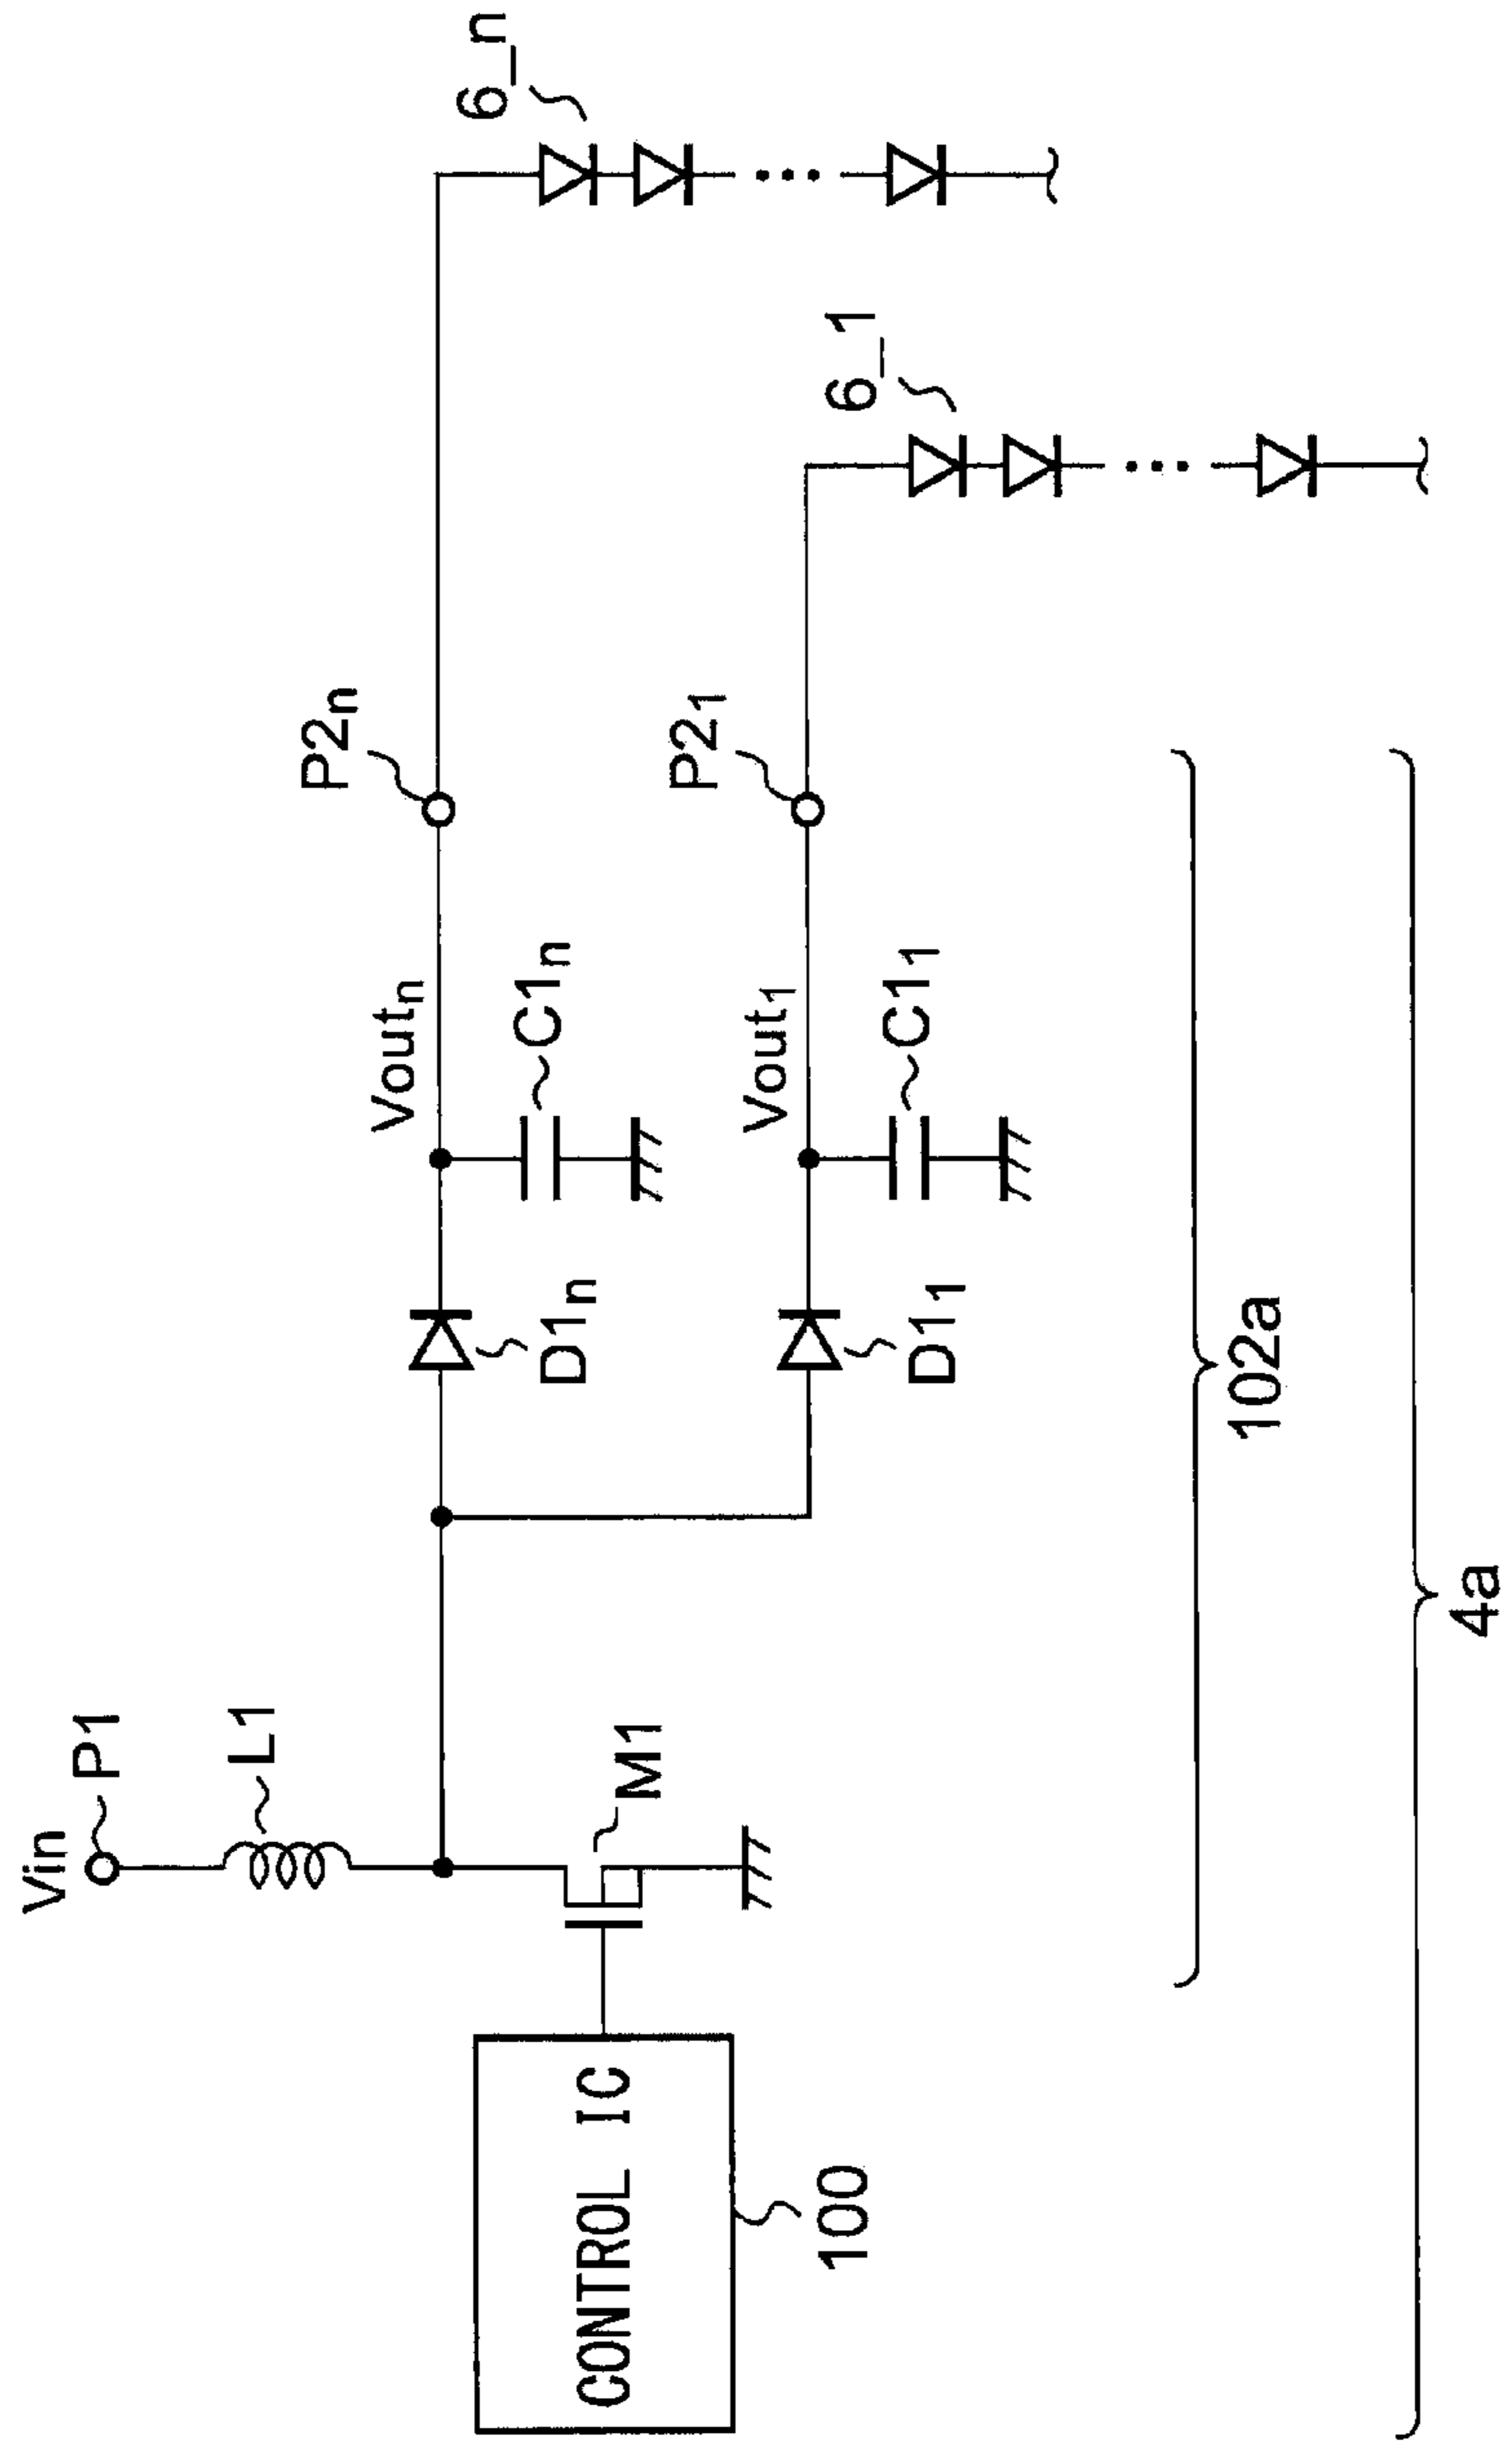 Vin
P1
L1
M1
CONTROL IC
100
Voutₙ
P2ₙ
6_n
D1ₙ
C1ₙ
Vout₁
P2₁
6_1
D1₁
C1₁
102a
4a